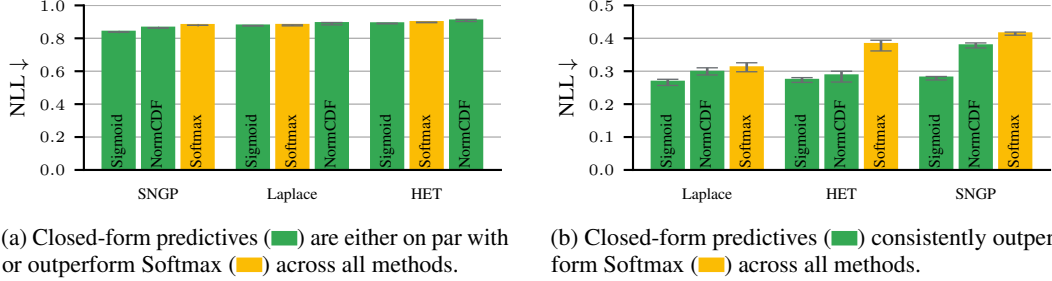 1.0
0.8
0.6
0.4
0.2
0.0
NLL ↓
Sigmoid
NormCDF
Softmax
Sigmoid
Softmax
NormCDF
Sigmoid
Softmax
NormCDF
SNGP
Laplace
HET
(a) Closed-form predictives ( ) are either on par with
or outperform Softmax ( ) across all methods.
0.5
0.4
0.3
0.2
0.1
0.0
NLL ↓
Sigmoid
NormCDF
Softmax
Sigmoid
NormCDF
Softmax
Sigmoid
NormCDF
Softmax
Laplace
HET
SNGP
(b) Closed-form predictives ( ) consistently outper
form Softmax ( ) across all methods.